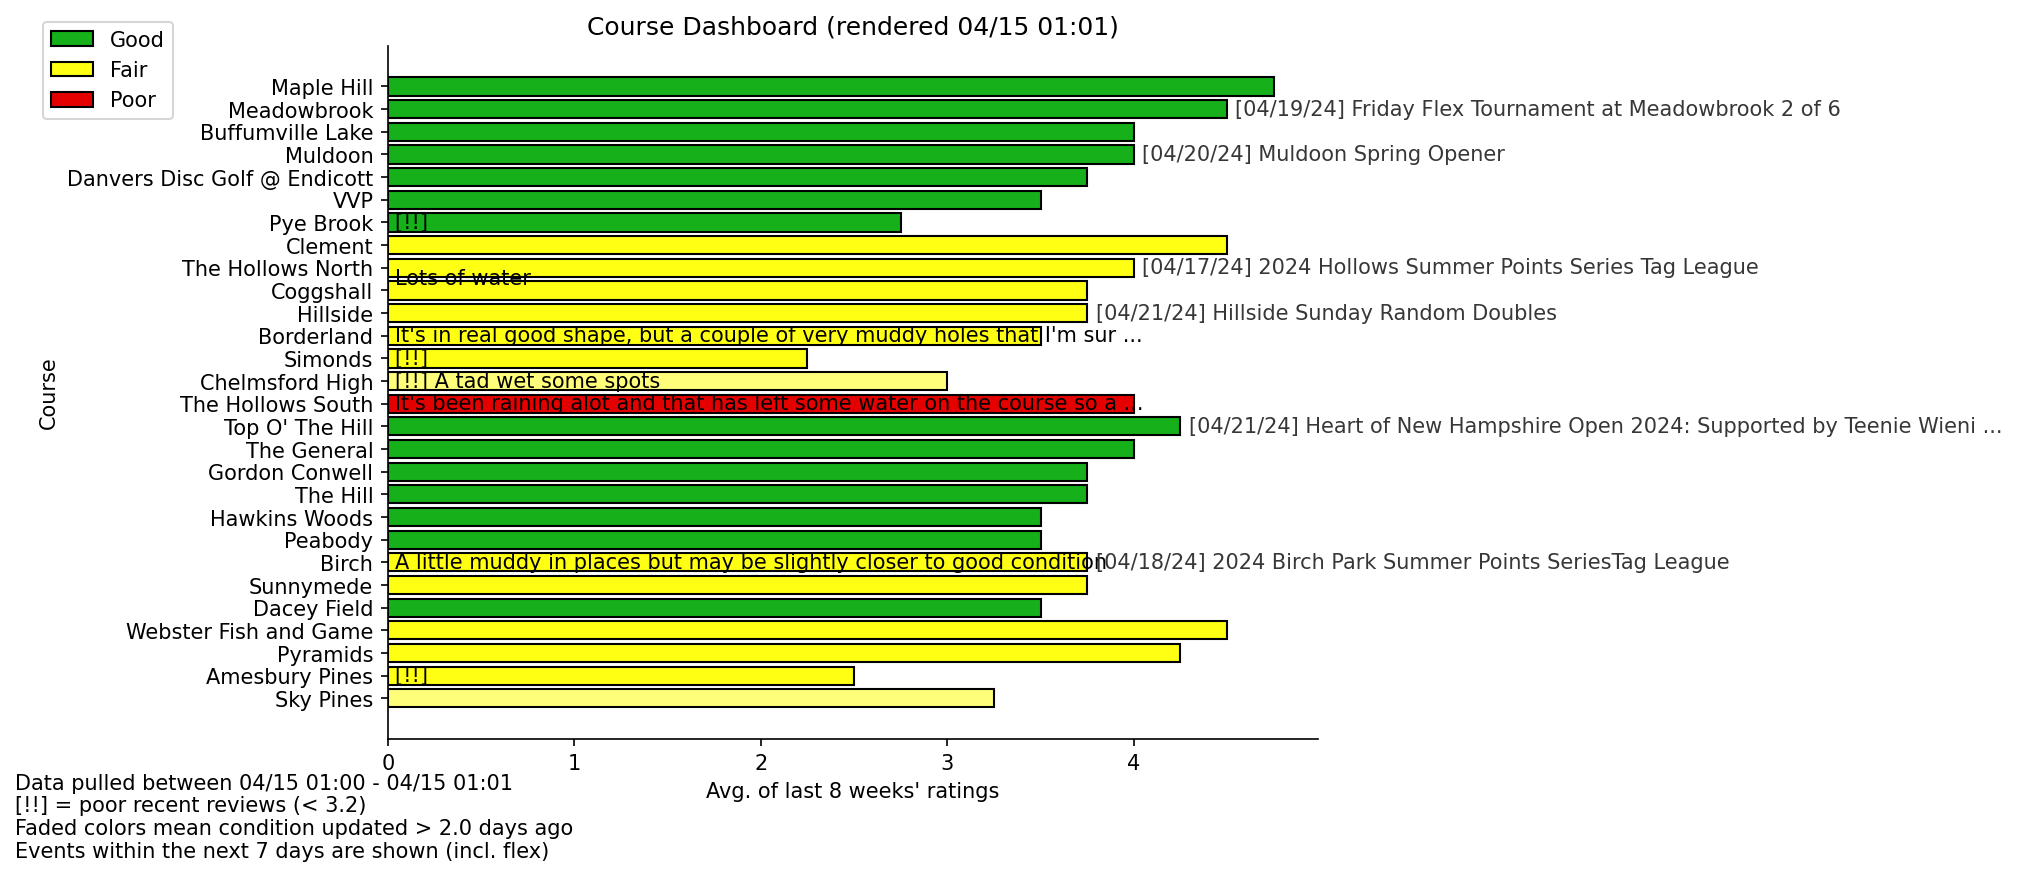 Course Dashboard (rendered 04/15 01:01)
Good
Fair
Poor
Course
Maple Hill
Meadowbrook [04/19/24] Friday Flex Tournament at Meadowbrook 2 of 6
Buffumville Lake
Muldoon [04/20/24] Muldoon Spring Opener
Danvers Disc Golf @ Endicott
VVP
Pye Brook [!!]
Clement
The Hollows North [04/17/24] 2024 Hollows Summer Points Series Tag League
Lots of water
Coggshall
Hillside [04/21/24] Hillside Sunday Random Doubles
Borderland It's in real good shape, but a couple of very muddy holes that I'm sur ...
Simonds [!!]
Chelmsford High [!!] A tad wet some spots
The Hollows South It's been raining alot and that has left some water on the course so a ...
Top O' The Hill [04/21/24] Heart of New Hampshire Open 2024: Supported by Teenie Wieni ...
The General
Gordon Conwell
The Hill
Hawkins Woods
Peabody
Birch A little muddy in places but may be slightly closer to good condition [04/18/24] 2024 Birch Park Summer Points SeriesTag League
Sunnymede
Dacey Field
Webster Fish and Game
Pyramids
Amesbury Pines [!!]
Sky Pines
0 1 2 3 4
Avg. of last 8 weeks' ratings
Data pulled between 04/15 01:00 - 04/15 01:01
[!!] = poor recent reviews (< 3.2)
Faded colors mean condition updated > 2.0 days ago
Events within the next 7 days are shown (incl. flex)